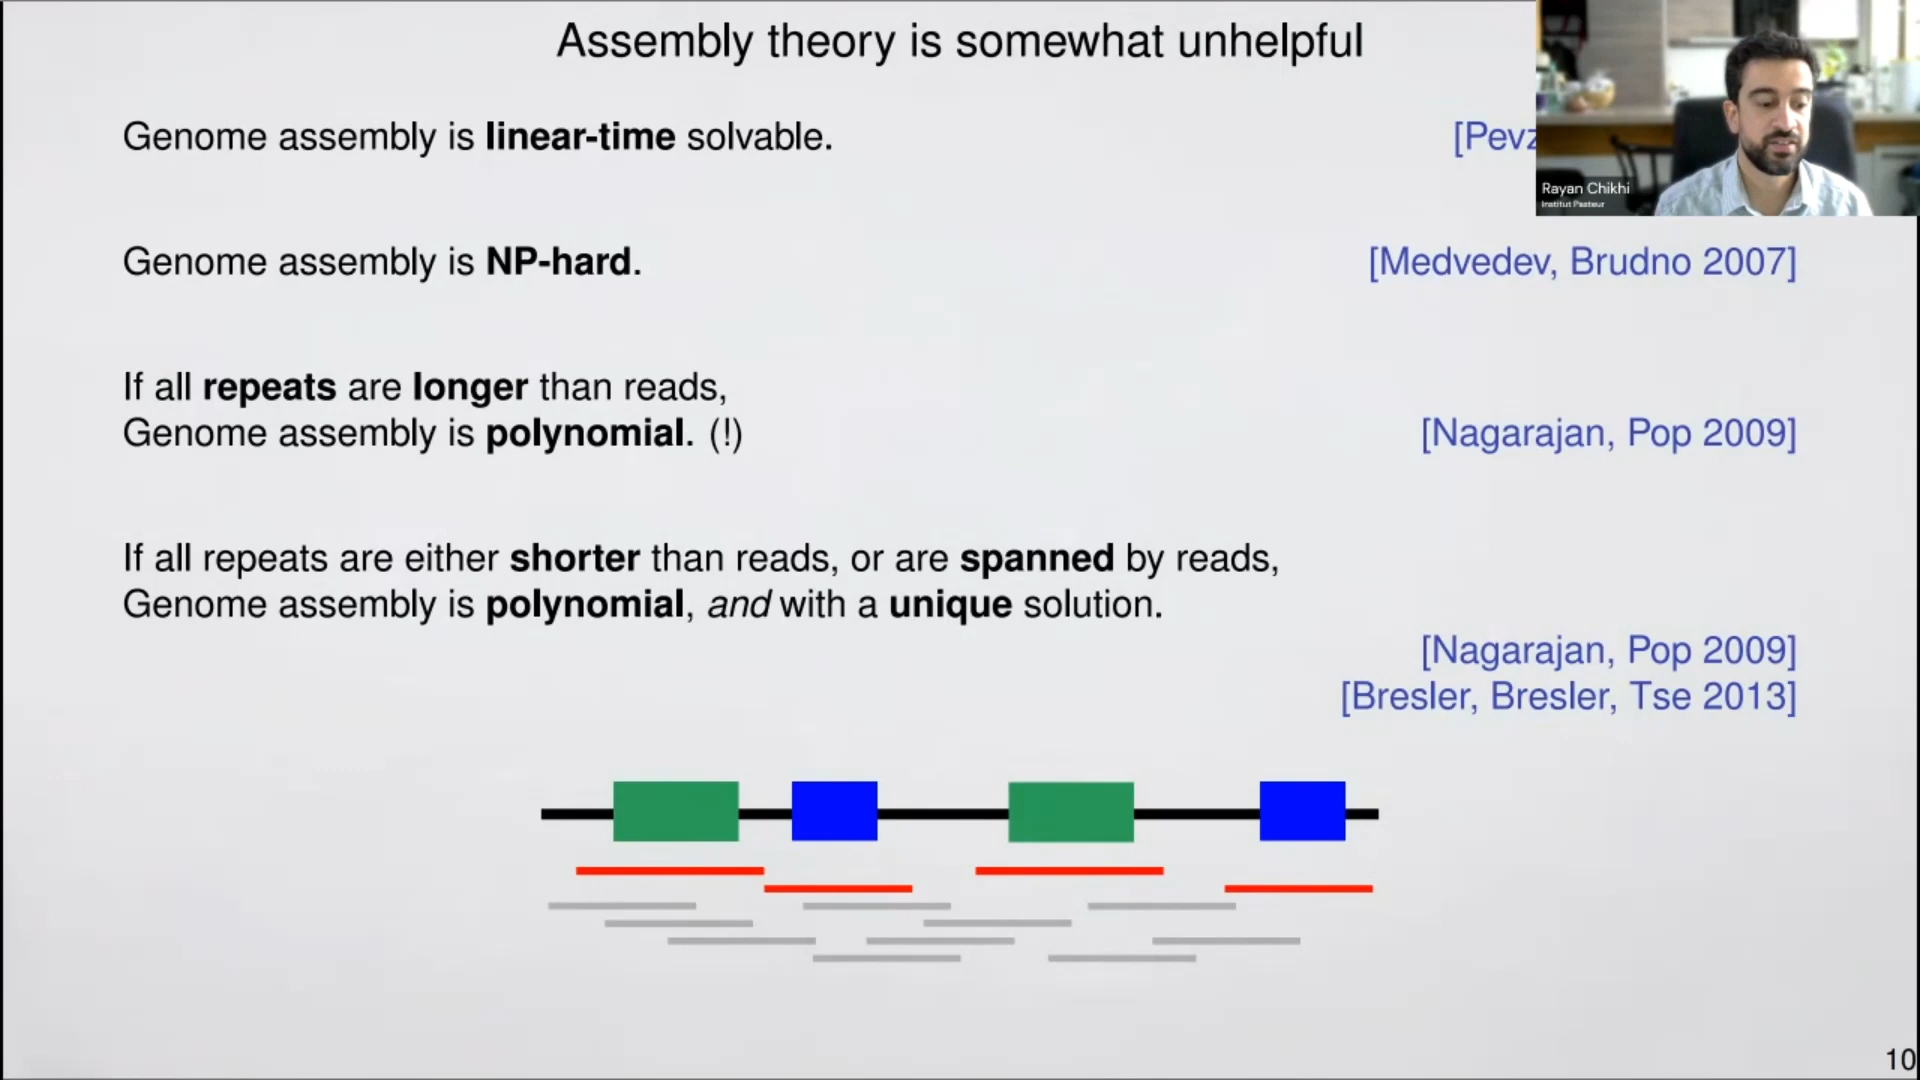 Assembly theory is somewhat unhelpful
Genome assembly is linear-time solvable.
Rayan Chikhi
Institut Pasteur
Genome assembly is NP-hard.
[Medvedev, Brudno 2007]
If all repeats are longer than reads,
Genome assembly is polynomial. (!)
[Nagarajan, Pop 2009]
If all repeats are either shorter than reads, or are spanned by reads,
Genome assembly is polynomial, and with a unique solution.
[Nagarajan, Pop 2009]
[Bresler, Bresler, Tse 2013]
10